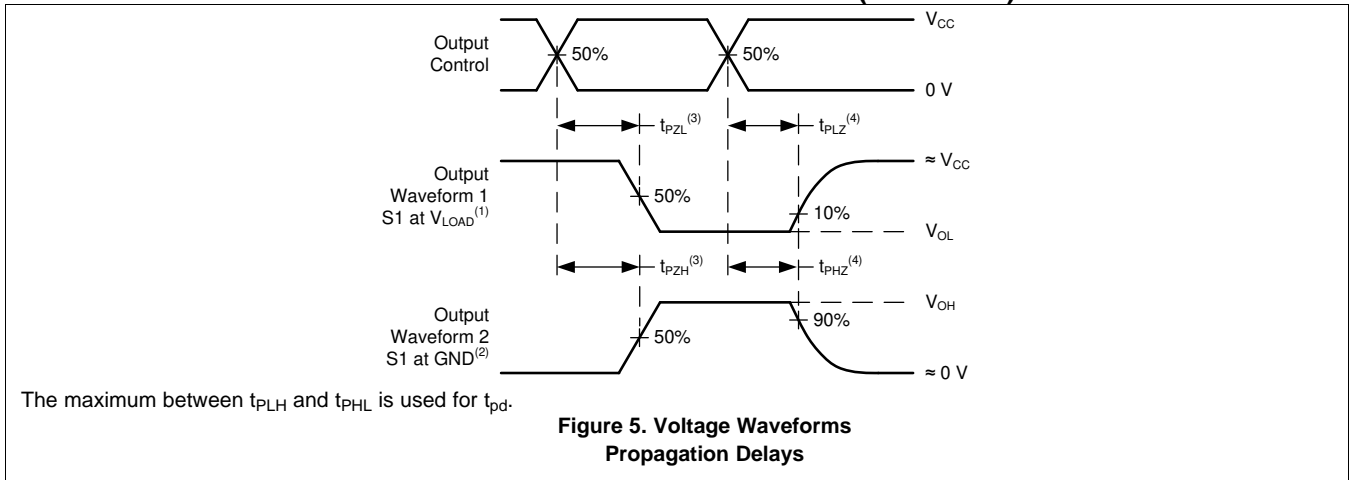 V_CC
Output
Control
50%
50%
0 V
t_PZL^(3)
t_PLZ^(4)
≈ V_CC
Output
Waveform 1
S1 at V_LOAD^(1)
50%
10%
V_OL
t_PZH^(3)
t_PHZ^(4)
V_OH
Output
Waveform 2
S1 at GND^(2)
90%
50%
≈ 0 V
The maximum between t_PLH and t_PHL is used for t_pd.
Figure 5. Voltage Waveforms
Propagation Delays